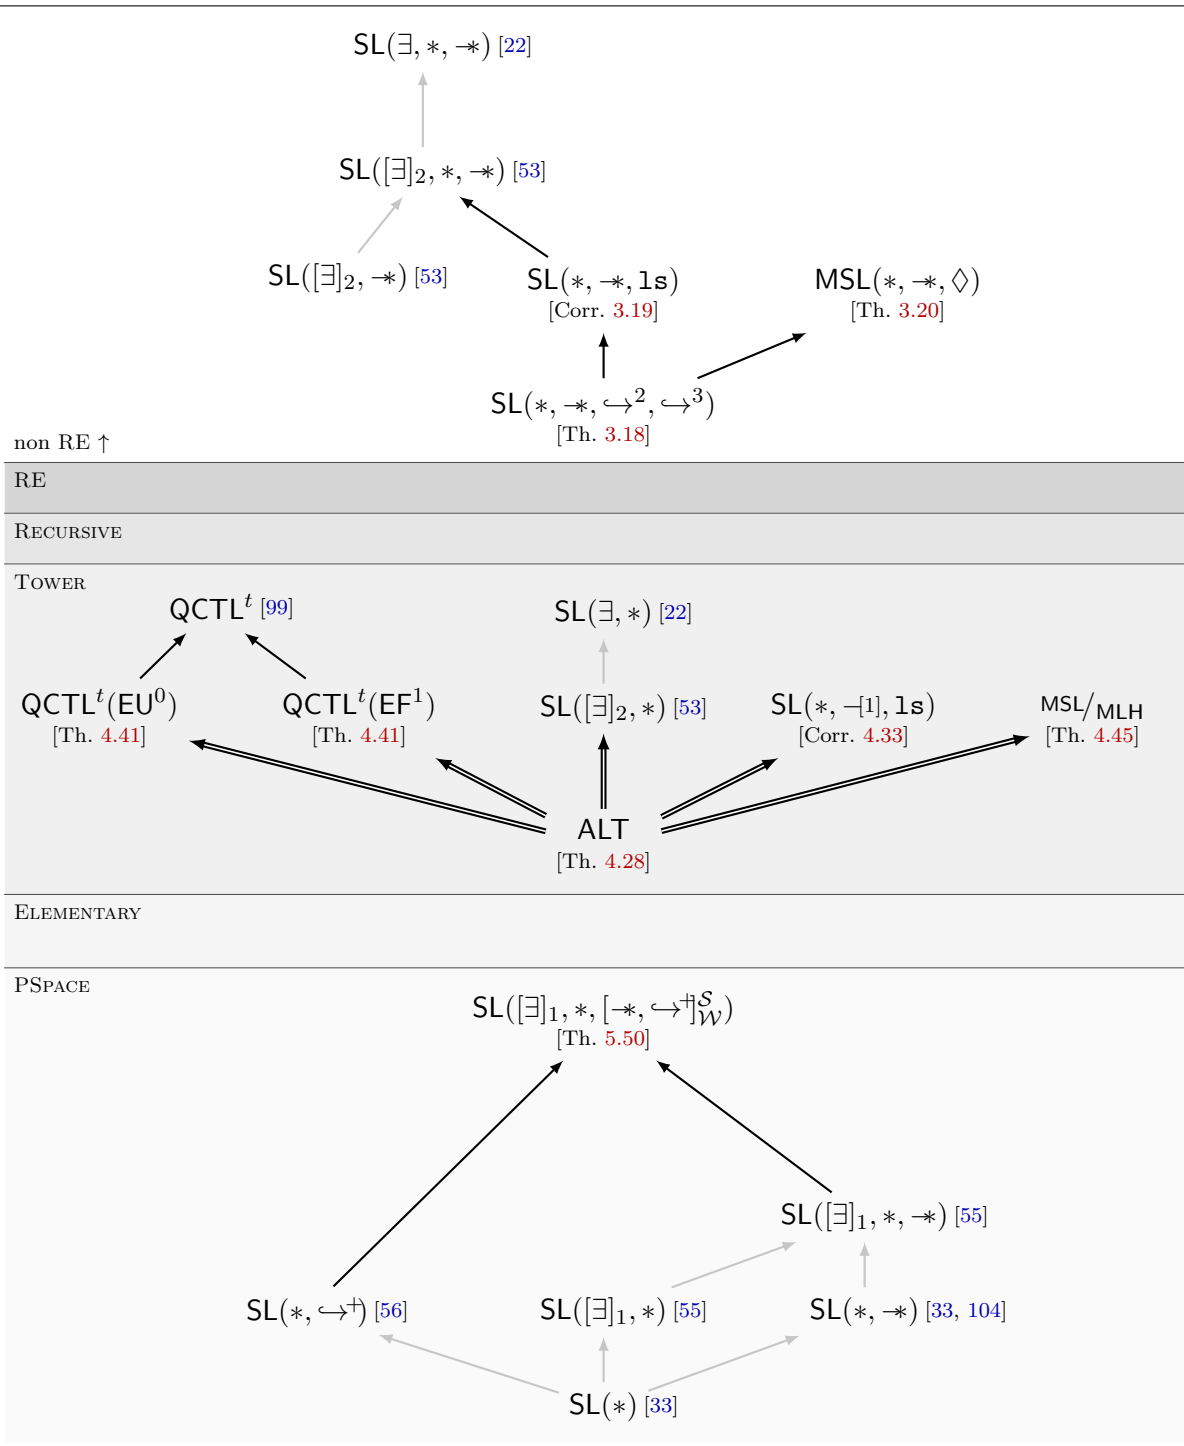 SL(∃, ∗, −∗) [22]
SL([∃]₂, ∗, −∗) [53]
SL([∃]₂, −∗) [53]
SL(∗, −∗, ls)
[Corr. 3.19]
MSL(∗, −∗, ◊)
[Th. 3.20]
SL(∗, −∗, ↪², ↪³)
[Th. 3.18]
non RE ↑
RE
RECURSIVE
TOWER
QCTLᵗ [99]
SL(∃, ∗) [22]
QCTLᵗ(EU⁰)
[Th. 4.41]
QCTLᵗ(EF¹)
[Th. 4.41]
SL([∃]₂, ∗) [53]
SL(∗, −[1], ls)
[Corr. 4.33]
MSL/MLH
[Th. 4.45]
ALT
[Th. 4.28]
ELEMENTARY
PSPACE
SL([∃]₁, ∗, [−∗, ↪⁺]𝒮𝒲)
[Th. 5.50]
SL([∃]₁, ∗, −∗) [55]
SL(∗, ↪⁺) [56]
SL([∃]₁, ∗) [55]
SL(∗, −∗) [33, 104]
SL(∗) [33]